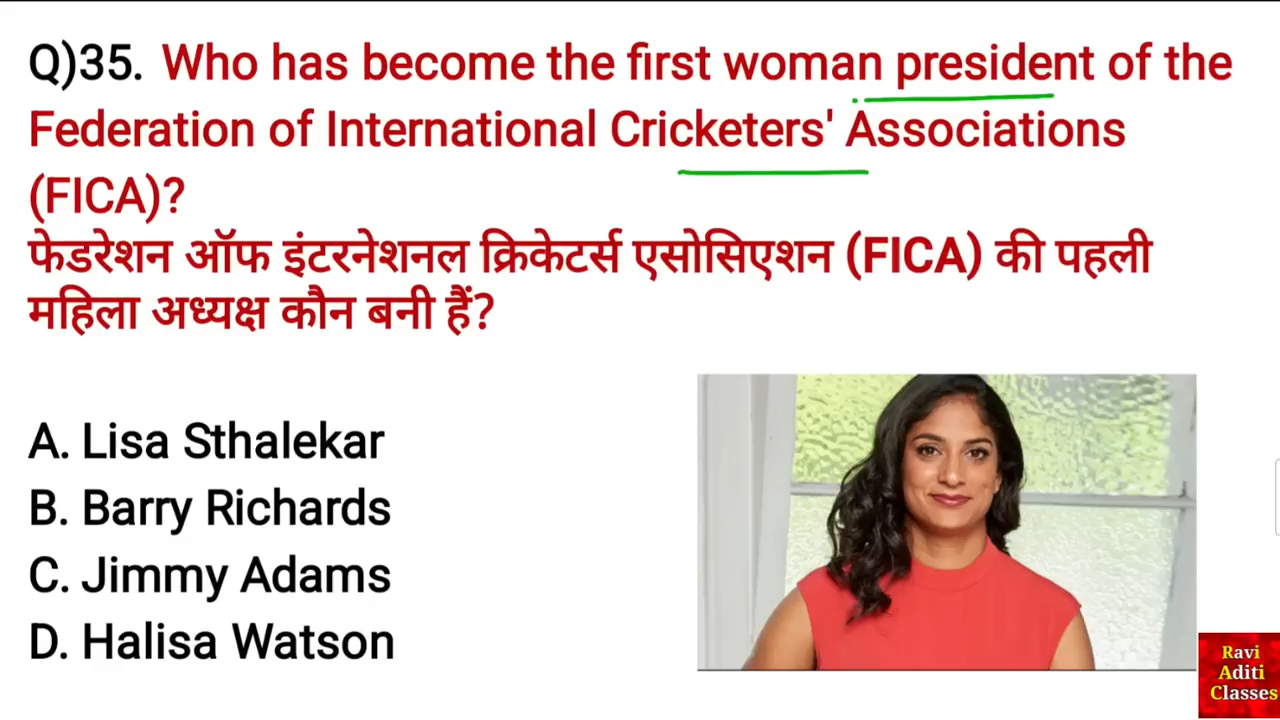 Q)35. Who has become the first woman president of the
Federation of International Cricketers' Associations
(FICA)?
फेडरेशन ऑफ इंटरनेशनल क्रिकेटर्स एसोसिएशन (FICA) की पहली
महिला अध्यक्ष कौन बनी हैं?
A. Lisa Sthalekar
B. Barry Richards
C. Jimmy Adams
D. Halisa Watson
Ravi
Aditi
Classes